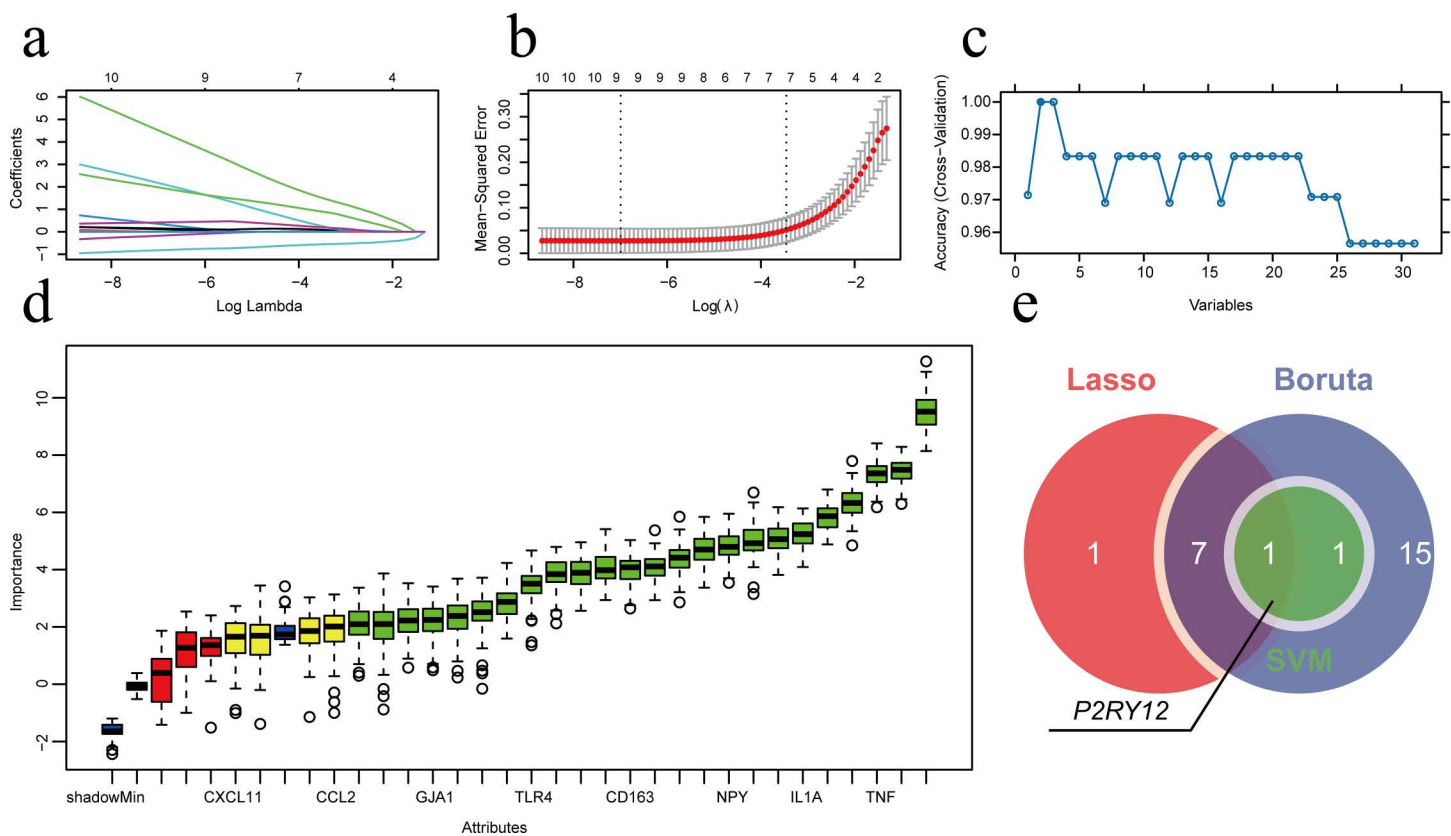 a
10 9 7 4
6
5
4
3
2
1
0
−1
Coefficients
−8 −6 −4 −2
Log Lambda
b
10 10 10 9 9 9 9 8 6 7 7 7 5 4 4 2
0.30
0.20
0.10
0.00
Mean−Squared Error
−8 −6 −4 −2
Log(λ)
c
1.00
0.99
0.98
0.97
0.96
Accuracy (Cross−Validation)
0 5 10 15 20 25 30
Variables
d
10
8
6
4
2
0
−2
Importance
shadowMin CXCL11 CCL2 GJA1 TLR4 CD163 NPY IL1A TNF
Attributes
e
Lasso Boruta
1 7 1 1 15
SVM
P2RY12